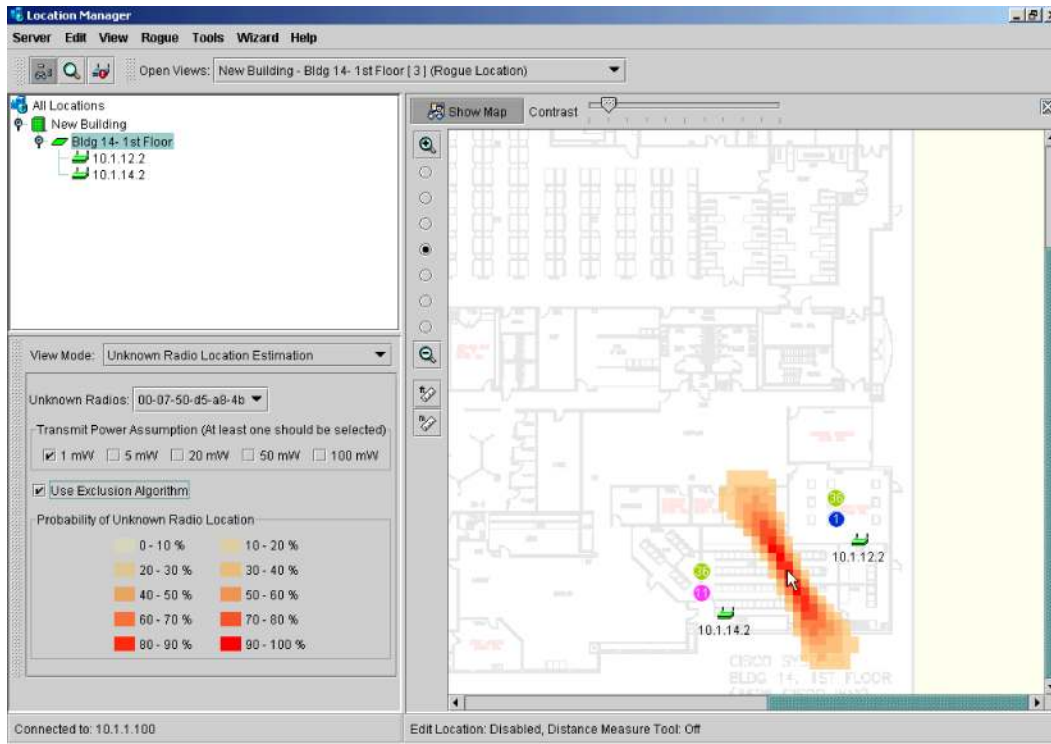 Location Manager
Server Edit View Rogue Tools Wizard Help
Open Views: New Building - Bldg 14- 1st Floor [ 3 ] (Rogue Location)
All Locations
New Building
Bldg 14- 1st Floor
10.1.12.2
10.1.14.2
Show Map Contrast
View Mode: Unknown Radio Location Estimation
Unknown Radios: 00-07-50-d5-a8-4b
Transmit Power Assumption (At least one should be selected)
1 mW 5 mW 20 mW 50 mW 100 mW
Use Exclusion Algorithm
Probability of Unknown Radio Location
0 - 10 % 10 - 20 %
20 - 30 % 30 - 40 %
40 - 50 % 50 - 60 %
60 - 70 % 70 - 80 %
80 - 90 % 90 - 100 %
36
1
10.1.12.2
36
11
10.1.14.2
CISCO
BLDG 14, 1ST FLOOR
Connected to: 10.1.1.100
Edit Location: Disabled, Distance Measure Tool: Off